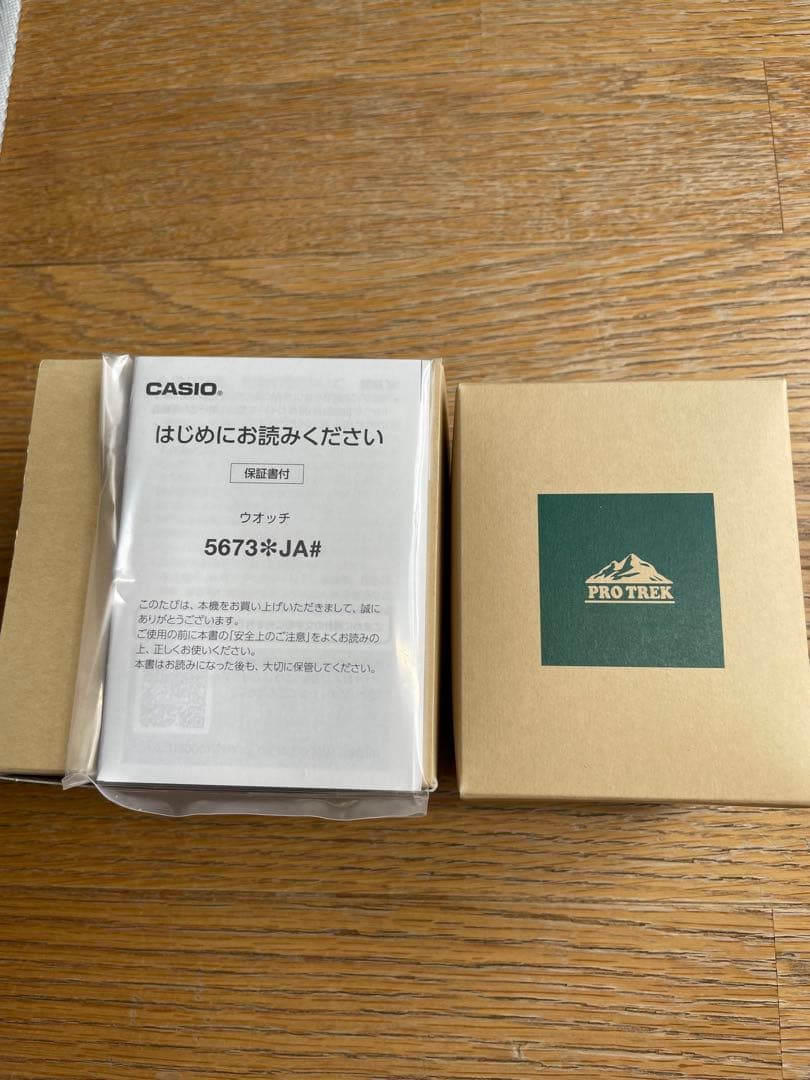 CASIO®
はじめにお読みください
保証書付
ウオッチ
5673✻JA#
このたびは、本機をお買い上げいただきまして、誠に
ありがとうございます。
ご使用の前に本書の「安全上のご注意」をよくお読みの
上、正しくお使いください。
本書はお読みになった後も、大切に保管してください。
PRO TREK